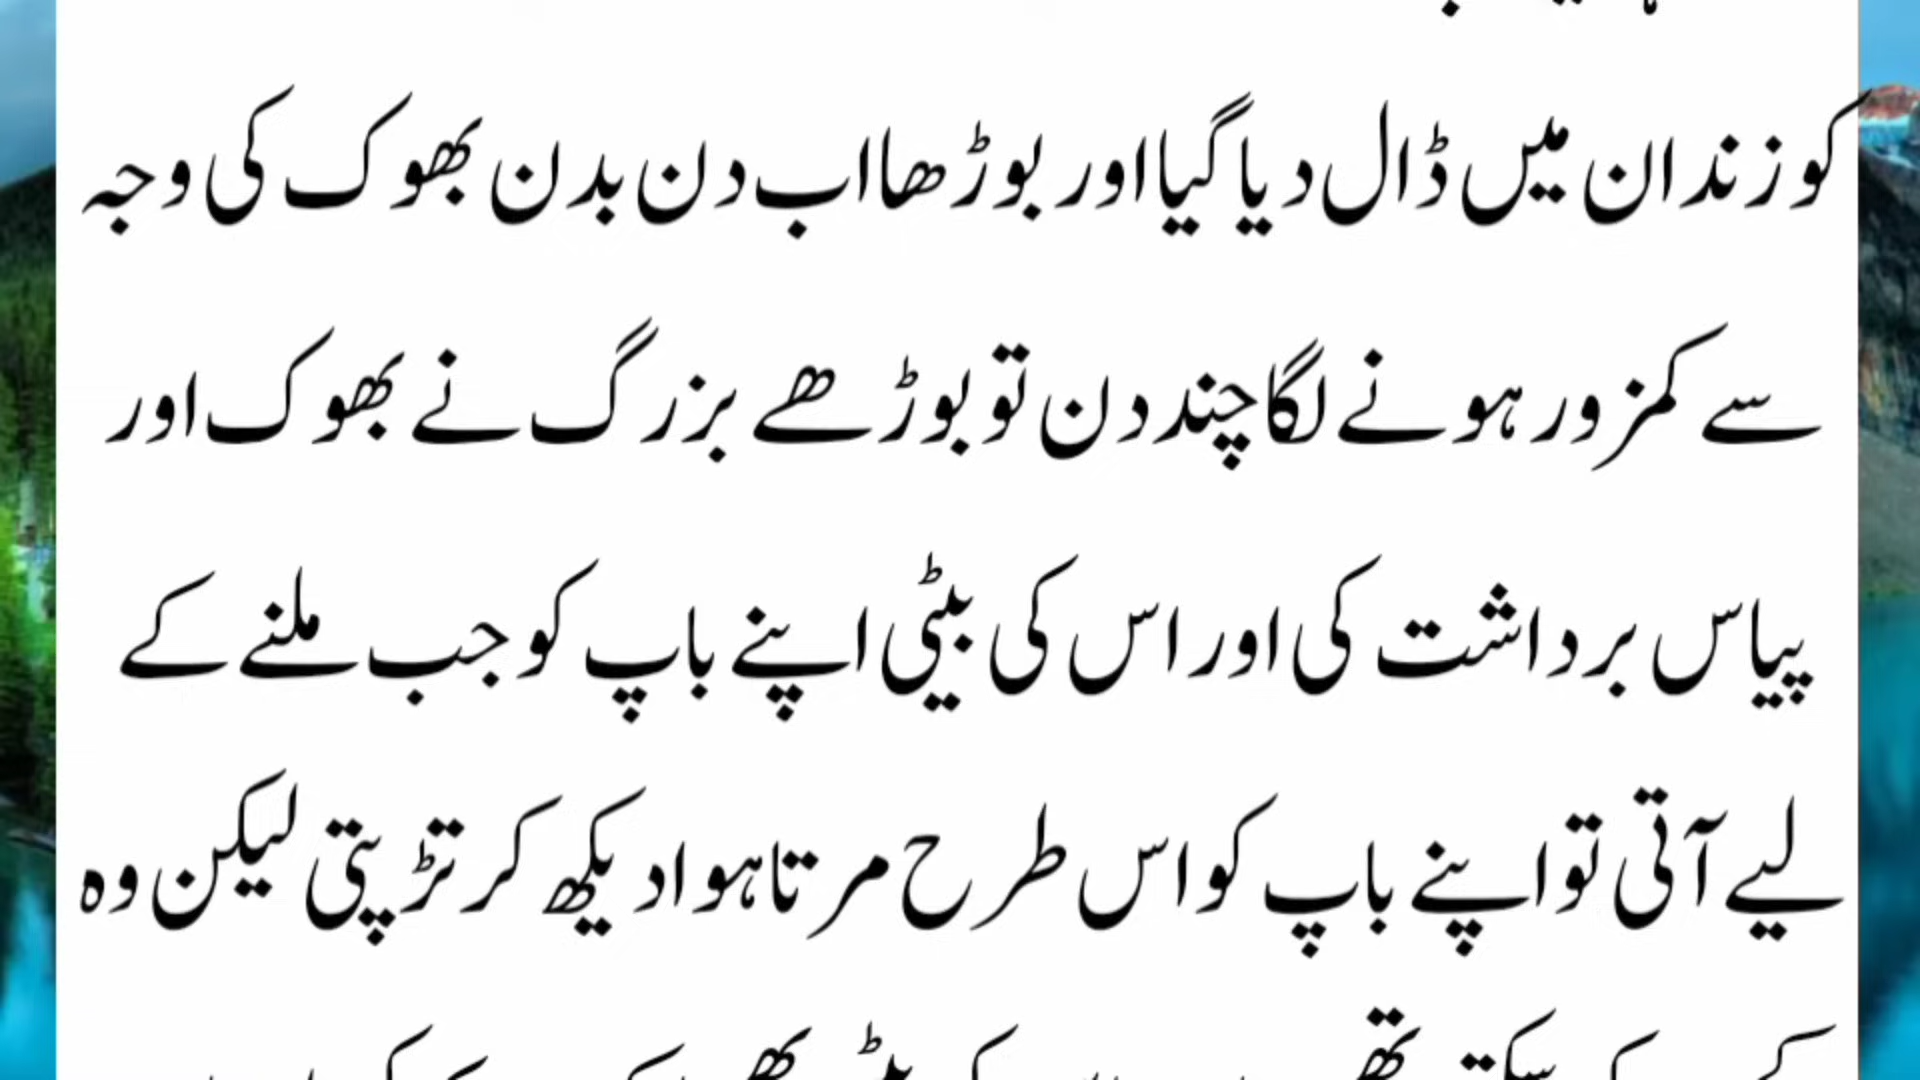 کو زندان میں ڈال دیا گیا اور بوڑھا اب دن بدن بھوک کی وجہ
سے کمزور ہونے لگا چند دن تو بوڑھے بزرگ نے بھوک اور
پیاس برداشت کی اور اس کی بیٹی اپنے باپ کو جب ملنے کے
لیے آتی تو اپنے باپ کو اس طرح مرتا ہوا دیکھ کر تڑپتی لیکن وہ